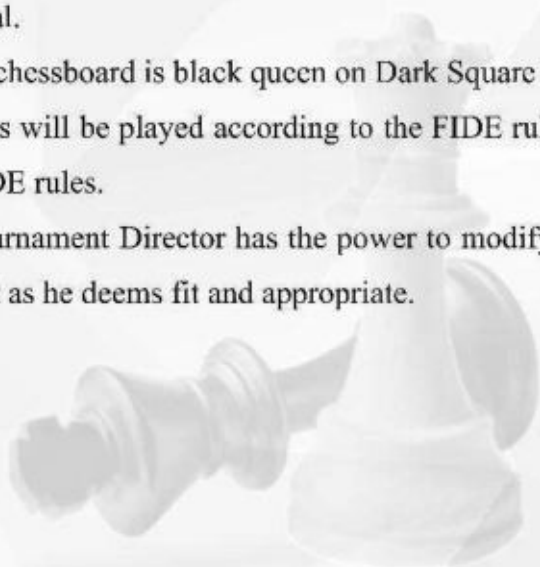 al.
chessboard is black queen on Dark Square
s will be played according to the FIDE rul
DE rules.
urnament Director has the power to modify
as he deems fit and appropriate.